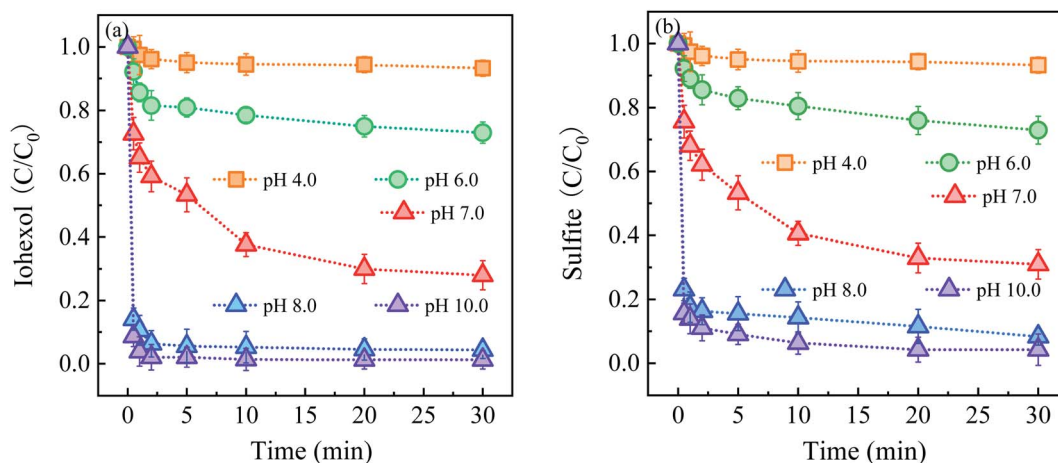 (a)
Iohexol (C/C₀)
1.0
0.8
0.6
0.4
0.2
0.0
pH 4.0
pH 6.0
pH 7.0
pH 8.0
pH 10.0
0 5 10 15 20 25 30
Time (min)
(b)
Sulfite (C/C₀)
1.0
0.8
0.6
0.4
0.2
0.0
pH 4.0
pH 6.0
pH 7.0
pH 8.0
pH 10.0
0 5 10 15 20 25 30
Time (min)